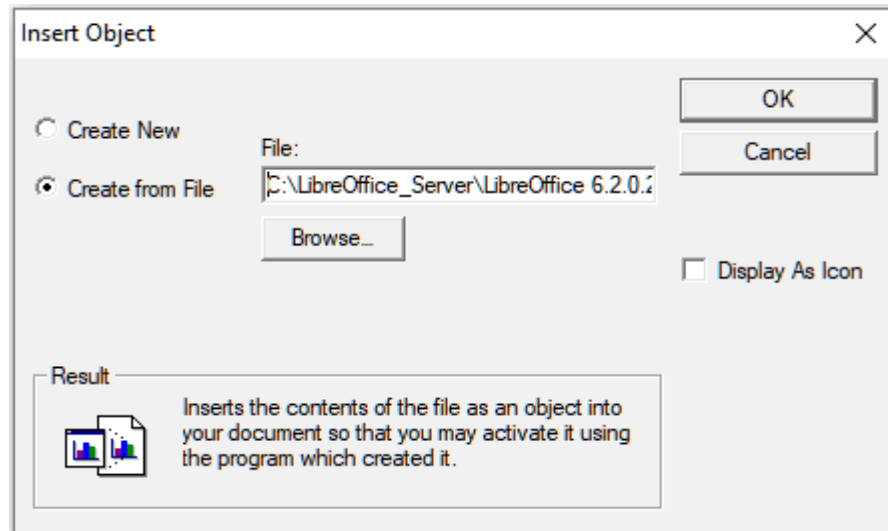 Insert Object
OK
Create New
File:
Cancel
Create from File
C:\LibreOffice_Server\LibreOffice 6.2.0.2
Browse...
Display As Icon
Result
Inserts the contents of the file as an object into
your document so that you may activate it using
the program which created it.